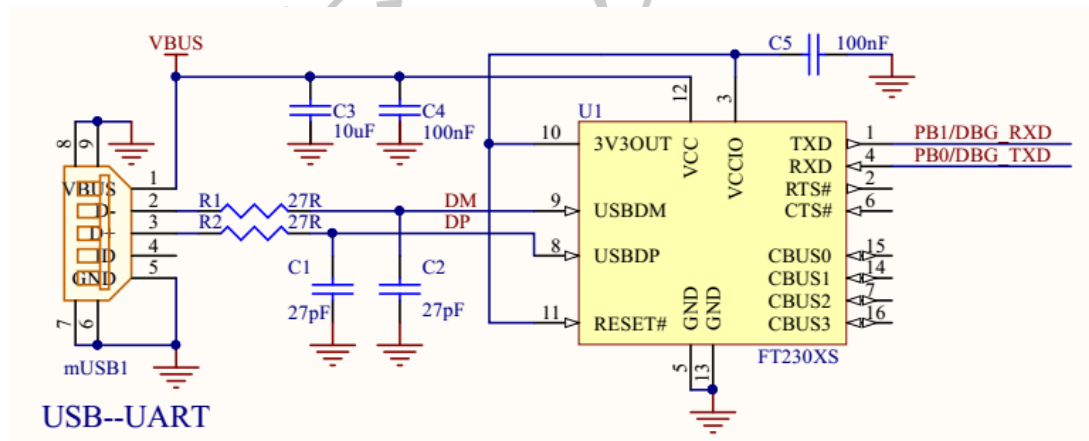 VBUS
C5 100nF
C3
10uF
C4
100nF
U1
12
3
8
9
10 3V3OUT
VCC
VCCIO
TXD 1 PB1/DBG_RXD
RXD 4 PB0/DBG_TXD
RTS# 2
CTS# 6
VBUS 1
D- 2 R1 27R DM 9 USBDM
D+ 3 R2 27R DP 8 USBDP
ID 4
GND 5
C1
27pF
C2
27pF
CBUS0 15
CBUS1 14
CBUS2 7
CBUS3 16
11 RESET#
GND
GND
7
6
5
13
FT230XS
mUSB1
USB--UART